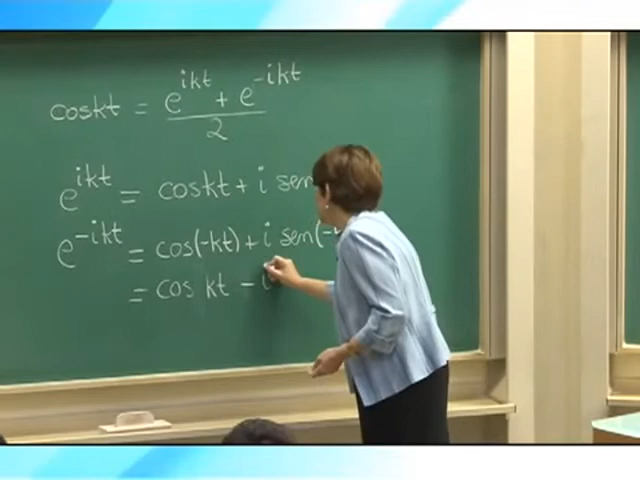 coskt = e^{ikt} + e^{-ikt} / 2
e^{ikt} = coskt + i sen
e^{-ikt} = cos(-kt) + i sen(-
= cos kt - i